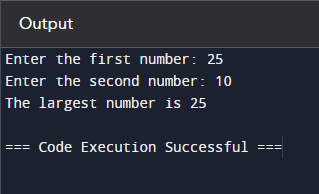 Output
Enter the first number: 25
Enter the second number: 10
The largest number is 25
=== Code Execution Successful ===